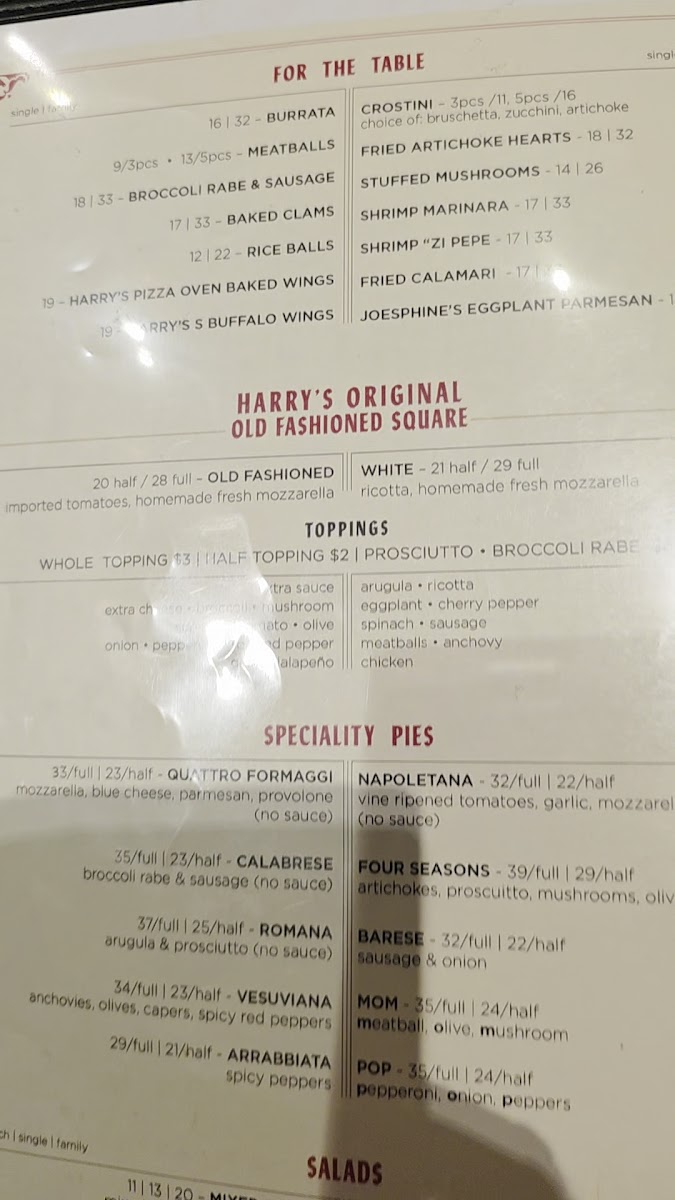 FOR THE TABLE
single | family
16 | 32 - BURRATA
9/3pcs • 13/5pcs - MEATBALLS
18 | 33 - BROCCOLI RABE & SAUSAGE
17 | 33 - BAKED CLAMS
12 | 22 - RICE BALLS
19 - HARRY'S PIZZA OVEN BAKED WINGS
19 - HARRY'S S BUFFALO WINGS
CROSTINI - 3pcs /11, 5pcs /16
choice of: bruschetta, zucchini, artichoke
FRIED ARTICHOKE HEARTS - 18 | 32
STUFFED MUSHROOMS - 14 | 26
SHRIMP MARINARA - 17 | 33
SHRIMP "ZI PEPE - 17 | 33
FRIED CALAMARI - 17 |
JOESPHINE'S EGGPLANT PARMESAN -
HARRY'S ORIGINAL
OLD FASHIONED SQUARE
20 half / 28 full - OLD FASHIONED
imported tomatoes, homemade fresh mozzarella
WHITE - 21 half / 29 full
ricotta, homemade fresh mozzarella
TOPPINGS
WHOLE TOPPING $3 | HALF TOPPING $2 | PROSCIUTTO • BROCCOLI RABE
extra sauce
extra cheese • broccoli • mushroom
• olive
onion •
jalapeño
arugula • ricotta
eggplant • cherry pepper
spinach • sausage
meatballs • anchovy
chicken
SPECIALITY PIES
33/full | 23/half - QUATTRO FORMAGGI
mozzarella, blue cheese, parmesan, provolone
(no sauce)
35/full | 23/half - CALABRESE
broccoli rabe & sausage (no sauce)
37/full | 25/half - ROMANA
arugula & prosciutto (no sauce)
34/full | 23/half - VESUVIANA
anchovies, olives, capers, spicy red peppers
29/full | 21/half - ARRABBIATA
spicy peppers
NAPOLETANA - 32/full | 22/half
vine ripened tomatoes, garlic, mozzarel
(no sauce)
FOUR SEASONS - 39/full | 29/half
artichokes, proscuitto, mushrooms, oliv
BARESE - 32/full | 22/half
sausage & onion
MOM - 35/full | 24/half
meatball, olive, mushroom
POP - 35/full | 24/half
pepperoni, onion, peppers
SALADS
| single | family
11 | 13 | 20 -